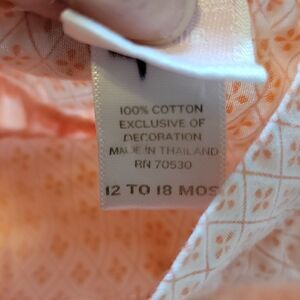 100% COTTON
EXCLUSIVE OF
DECORATION
MADE IN THAILAND
RN 70530
12 TO 18 MOS